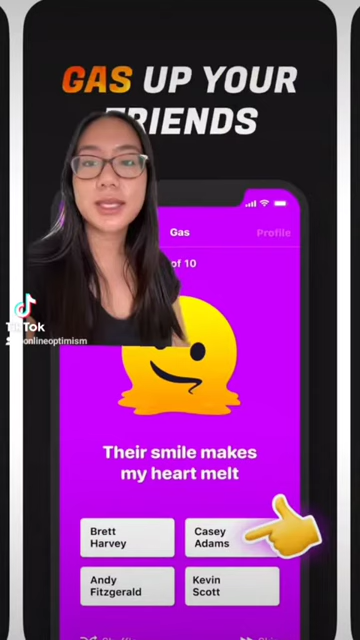 GAS UP YOUR
FRIENDS
Gas
Profile
of 10
TikTok
onlineoptimism
Their smile makes
my heart melt
Brett
Harvey
Casey
Adams
Andy
Fitzgerald
Kevin
Scott